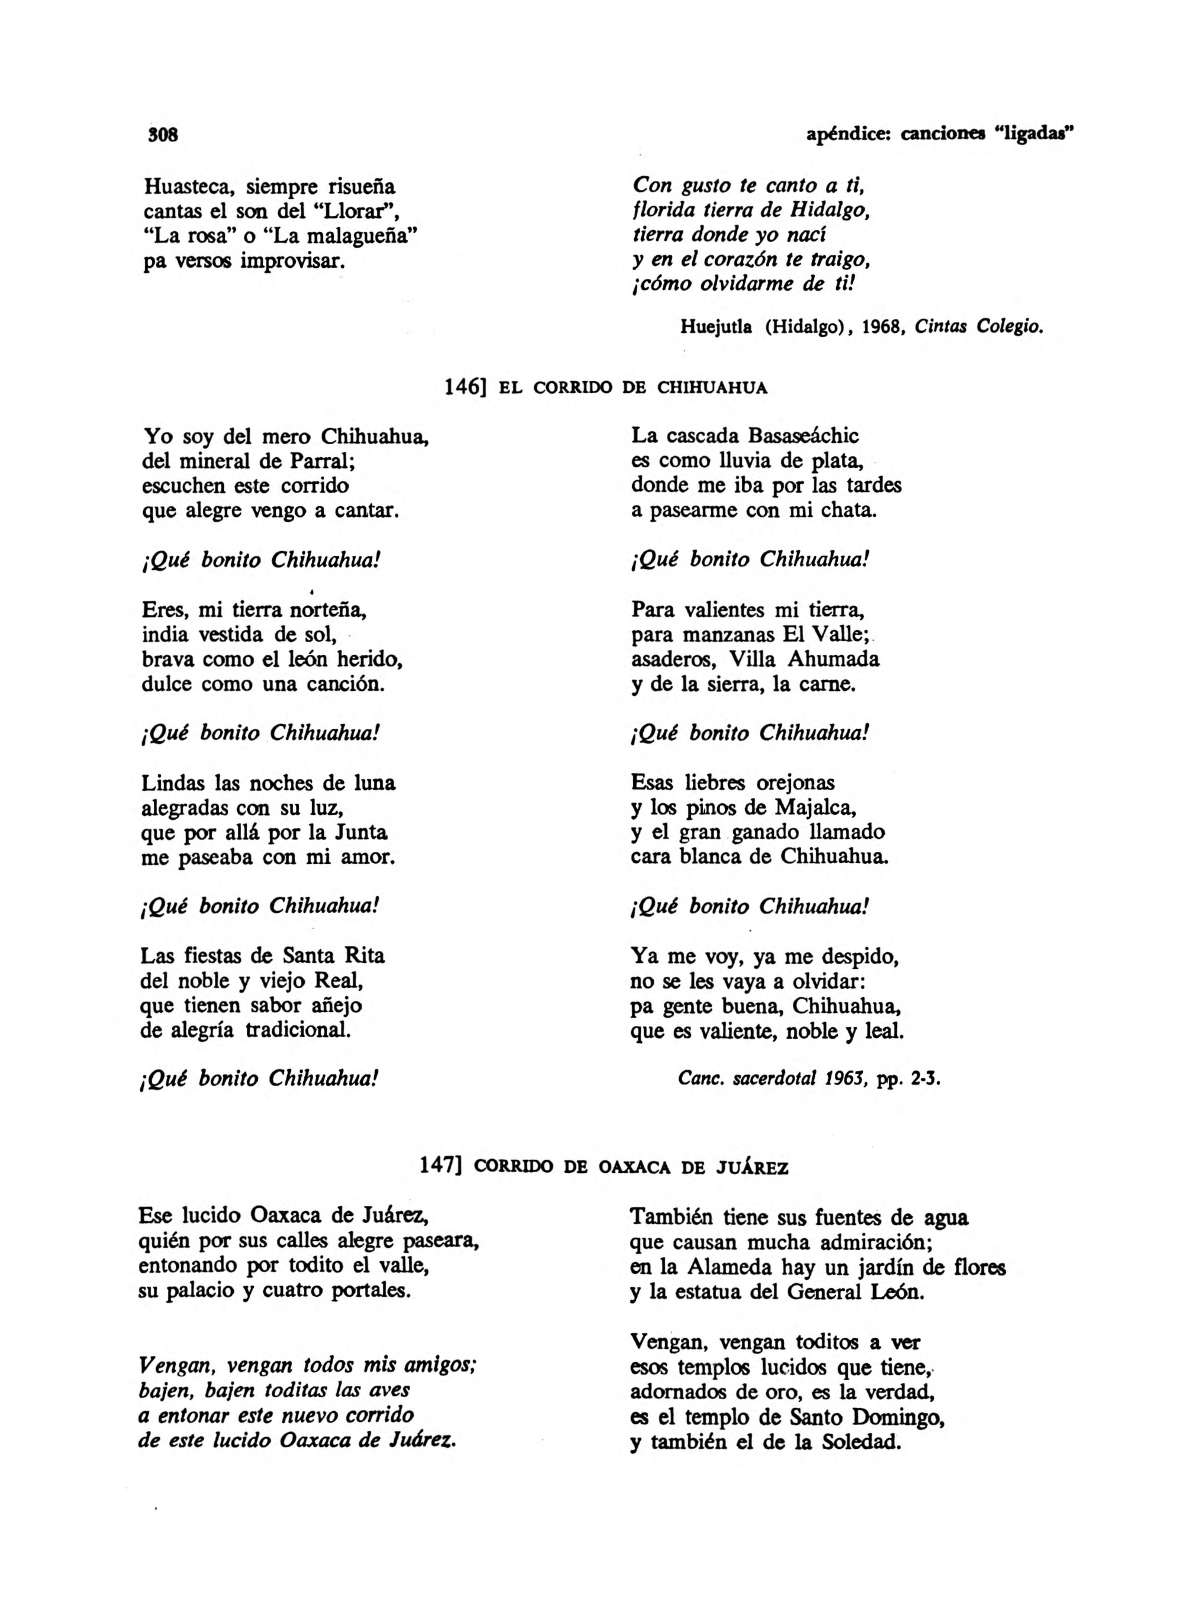 308
apéndice: canciones “ligadas”
Huasteca, siempre risueña
cantas el son del “Llorar”,
“La rosa” o “La malagueña”
pa versos improvisar.
Con gusto te canto a ti,
florida tierra de Hidalgo,
tierra donde yo nací
y en el corazón te traigo,
¡cómo olvidarme de ti!
Huejutla (Hidalgo), 1968, Cintas Colegio.
146] EL CORRIDO DE CHIHUAHUA
Yo soy del mero Chihuahua,
del mineral de Parral;
escuchen este corrido
que alegre vengo a cantar.
¡Qué bonito Chihuahua!
Eres, mi tierra norteña,
india vestida de sol,
brava como el león herido,
dulce como una canción.
¡Qué bonito Chihuahua!
Lindas las noches de luna
alegradas con su luz,
que por allá por la Junta
me paseaba con mi amor.
¡Qué bonito Chihuahua!
Las fiestas de Santa Rita
del noble y viejo Real,
que tienen sabor añejo
de alegría tradicional.
¡Qué bonito Chihuahua!
La cascada Basaseáchic
es como lluvia de plata,
donde me iba por las tardes
a pasearme con mi chata.
¡Qué bonito Chihuahua!
Para valientes mi tierra,
para manzanas El Valle;
asaderos, Villa Ahumada
y de la sierra, la carne.
¡Qué bonito Chihuahua!
Esas liebres orejonas
y los pinos de Majalca,
y el gran ganado llamado
cara blanca de Chihuahua.
¡Qué bonito Chihuahua!
Ya me voy, ya me despido,
no se les vaya a olvidar:
pa gente buena, Chihuahua,
que es valiente, noble y leal.
Canc. sacerdotal 1963, pp. 2-3.
147] CORRIDO DE OAXACA DE JUÁREZ
Ese lucido Oaxaca de Juárez,
quién por sus calles alegre paseara,
entonando por todito el valle,
su palacio y cuatro portales.
Vengan, vengan todos mis amigos;
bajen, bajen toditas las aves
a entonar este nuevo corrido
de este lucido Oaxaca de Juárez.
También tiene sus fuentes de agua
que causan mucha admiración;
en la Alameda hay un jardín de flores
y la estatua del General León.
Vengan, vengan toditos a ver
esos templos lucidos que tiene,
adornados de oro, es la verdad,
es el templo de Santo Domingo,
y también el de la Soledad.